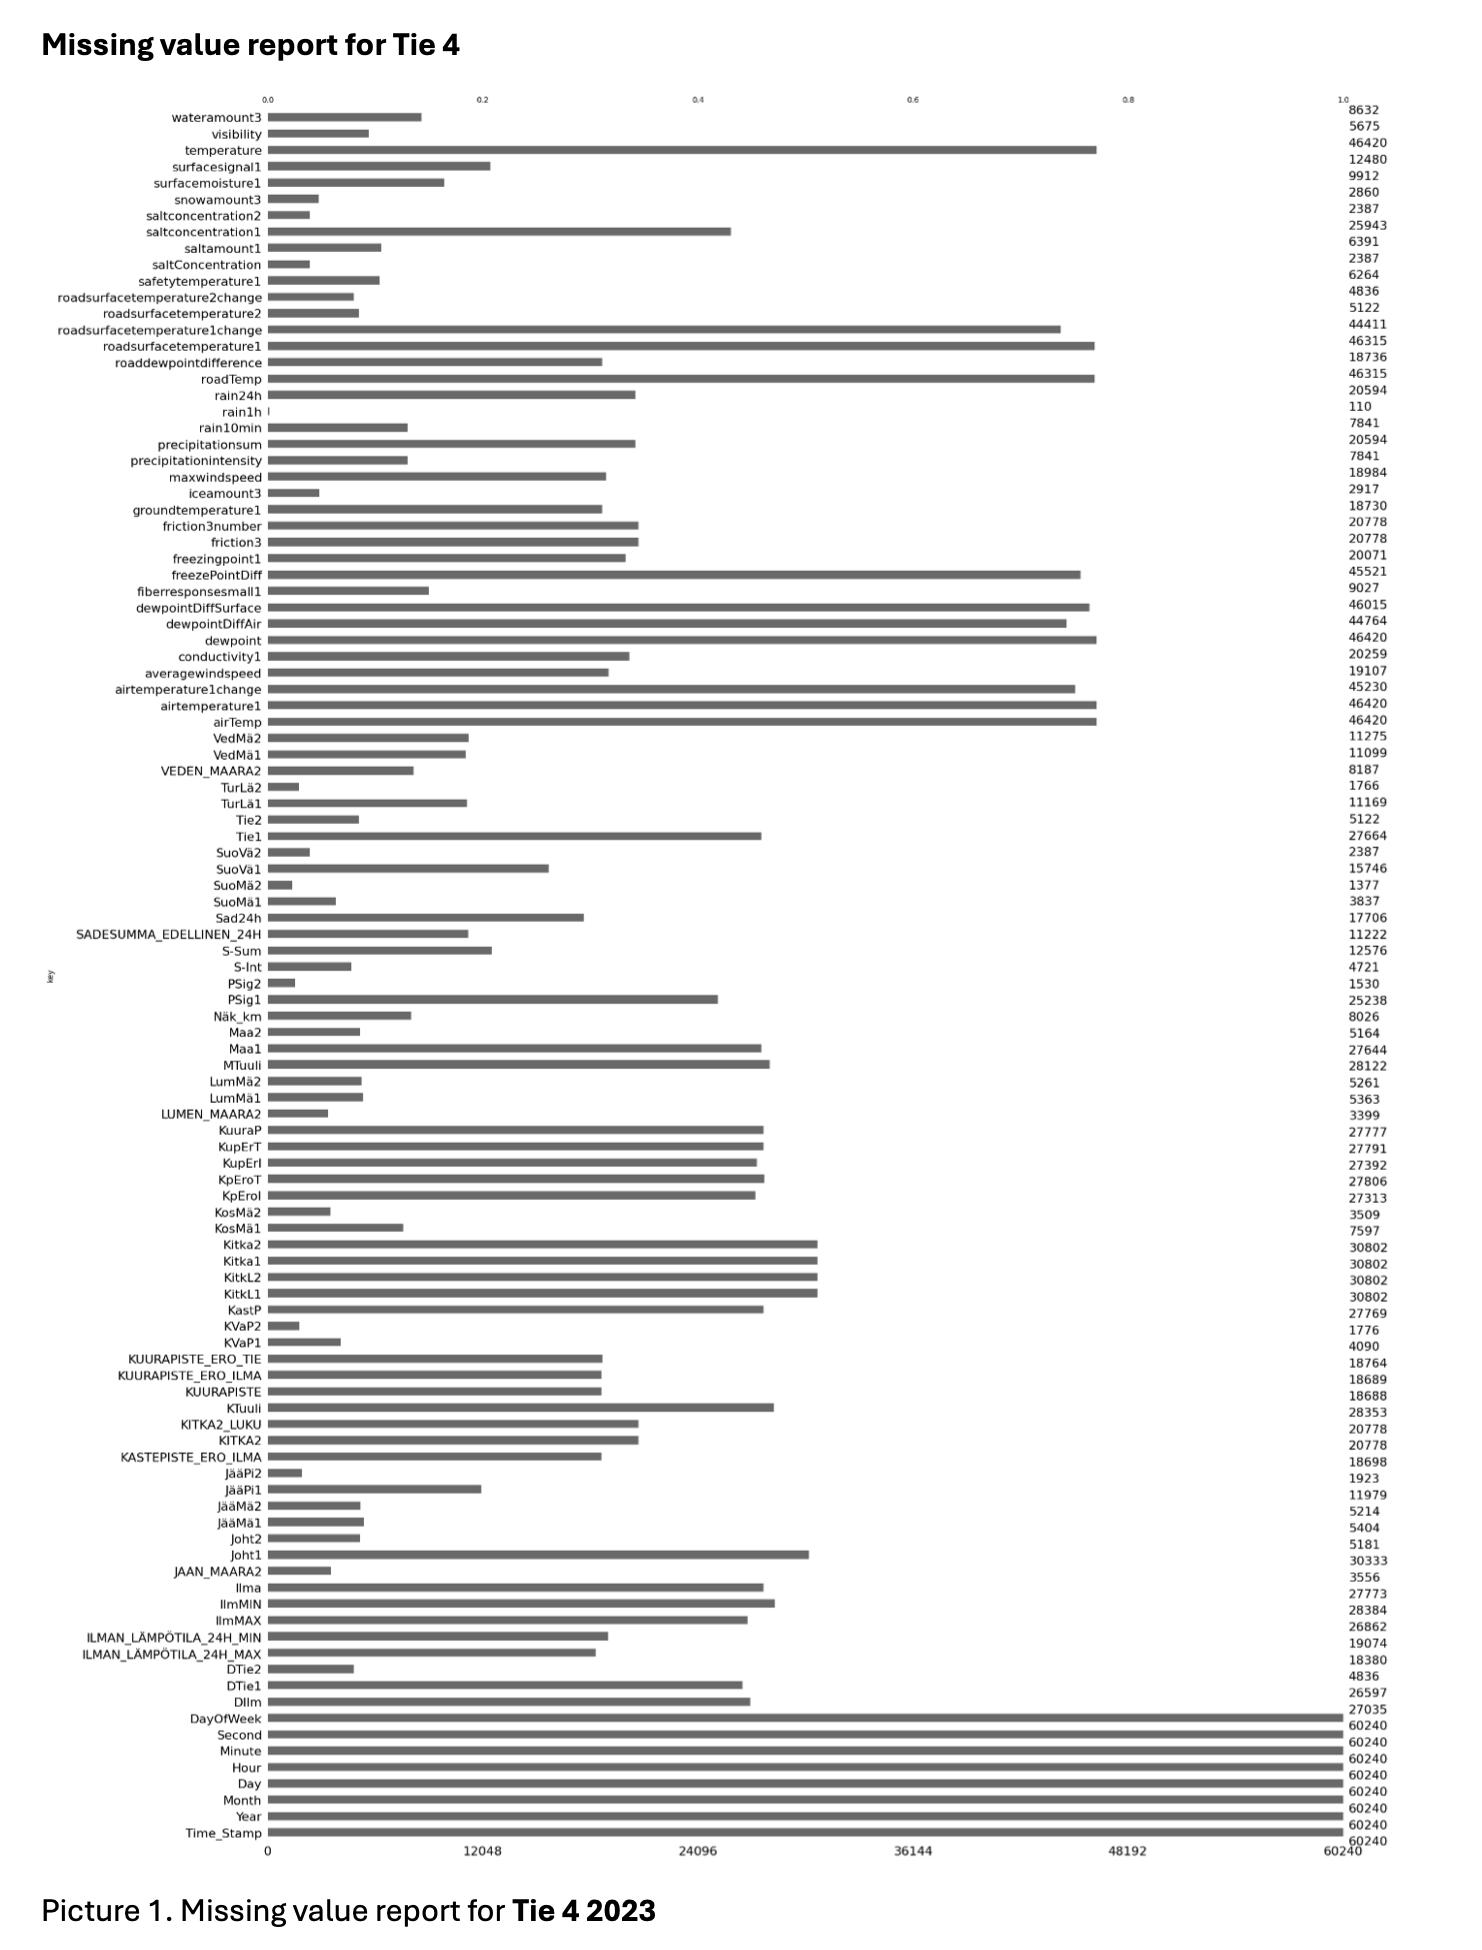 Missing value report for Tie 4
0.0 0.2 0.4 0.6 0.8 1.0
wateramount3 8632
visibility 5675
temperature 46420
surfacesignal1 12480
surfacemoisture1 9912
snowamount3 2860
saltconcentration2 2387
saltconcentration1 25943
saltamount1 6391
saltConcentration 2387
safetytemperature1 6264
roadsurfacetemperature2change 4836
roadsurfacetemperature2 5122
roadsurfacetemperature1change 44411
roadsurfacetemperature1 46315
roaddewpointdifference 18736
roadTemp 46315
rain24h 20594
rain1h 110
rain10min 7841
precipitationsum 20594
precipitationintensity 7841
maxwindspeed 18984
iceamount3 2917
groundtemperature1 18730
friction3number 20778
friction3 20778
freezingpoint1 20071
freezePointDiff 45521
fiberresponsesmall1 9027
dewpointDiffSurface 46015
dewpointDiffAir 44764
dewpoint 46420
conductivity1 20259
averagewindspeed 19107
airtemperature1change 45230
airtemperature1 46420
airTemp 46420
VedMä2 11275
VedMä1 11099
VEDEN_MAARA2 8187
TurLä2 1766
TurLä1 11169
Tie2 5122
Tie1 27664
SuoVä2 2387
SuoVä1 15746
SuoMä2 1377
SuoMä1 3837
Sad24h 17706
SADESUMMA_EDELLINEN_24H 11222
S-Sum 12576
S-Int 4721
key
PSig2 1530
PSig1 25238
Näk_km 8026
Maa2 5164
Maa1 27644
MTuuli 28122
LumMä2 5261
LumMä1 5363
LUMEN_MAARA2 3399
KuuraP 27777
KupErT 27791
KupErI 27392
KpEroT 27806
KpEroI 27313
KosMä2 3509
KosMä1 7597
Kitka2 30802
Kitka1 30802
KitkL2 30802
KitkL1 30802
KastP 27769
KVaP2 1776
KVaP1 4090
KUURAPISTE_ERO_TIE 18764
KUURAPISTE_ERO_ILMA 18689
KUURAPISTE 18688
KTuuli 28353
KITKA2_LUKU 20778
KITKA2 20778
KASTEPISTE_ERO_ILMA 18698
JääPi2 1923
JääPi1 11979
JääMä2 5214
JääMä1 5404
Joht2 5181
Joht1 30333
JAAN_MAARA2 3556
Ilma 27773
IlmMIN 28384
IlmMAX 26862
ILMAN_LÄMPÖTILA_24H_MIN 19074
ILMAN_LÄMPÖTILA_24H_MAX 18380
DTie2 4836
DTie1 26597
DIlm 27035
DayOfWeek 60240
Second 60240
Minute 60240
Hour 60240
Day 60240
Month 60240
Year 60240
Time_Stamp 60240
0 12048 24096 36144 48192 60240
Picture 1. Missing value report for Tie 4 2023